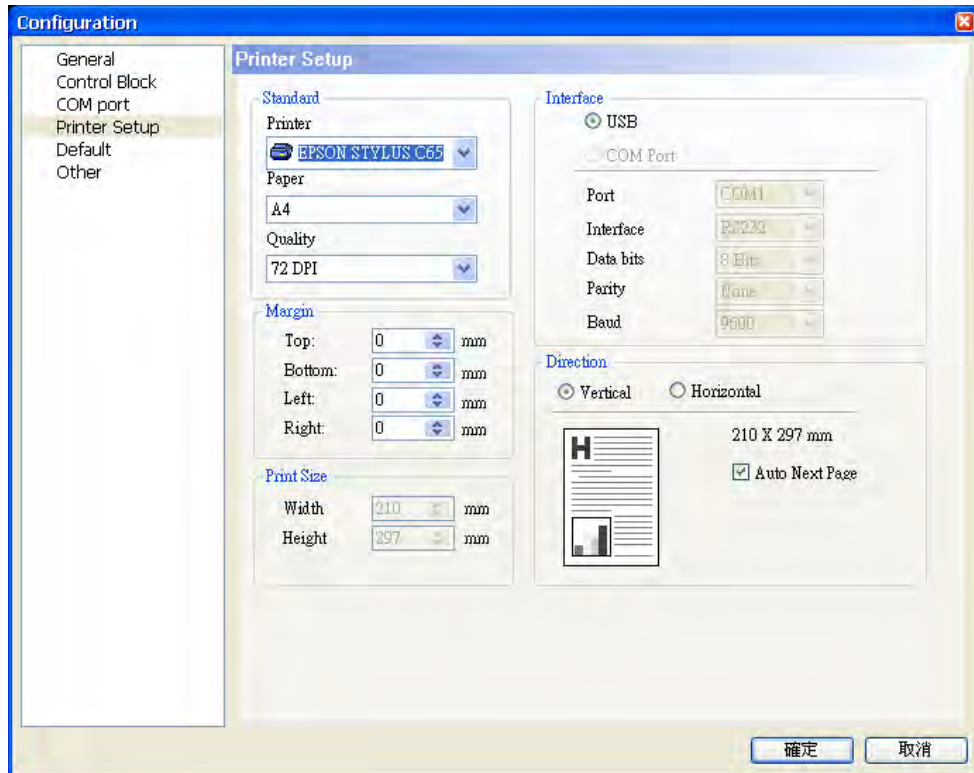 Configuration
General
Control Block
COM port
Printer Setup
Default
Other
Printer Setup
Standard
Printer
EPSON STYLUS C65
Paper
A4
Quality
72 DPI
Margin
Top: 0 mm
Bottom: 0 mm
Left: 0 mm
Right: 0 mm
Print Size
Width 210 mm
Height 297 mm
Interface
USB
COM Port
Port COM1
Interface RS232
Data bits 8 Bits
Parity None
Baud 9600
Direction
Vertical Horizontal
H
210 X 297 mm
Auto Next Page
確定 取消